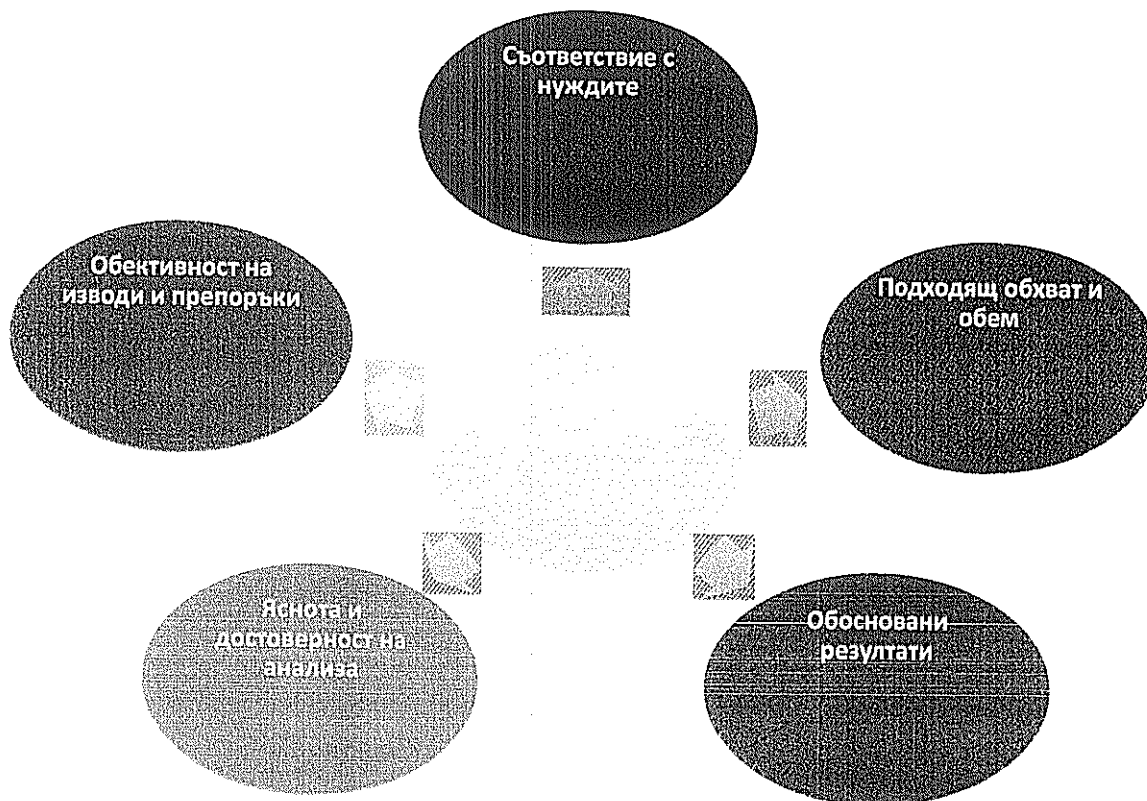 Съответствие с
нуждите
Подходящ обхват и
обем
Обосновани
резултати
Яснота и
достоверност на
анализа
Обективност на
изводи и препоръки